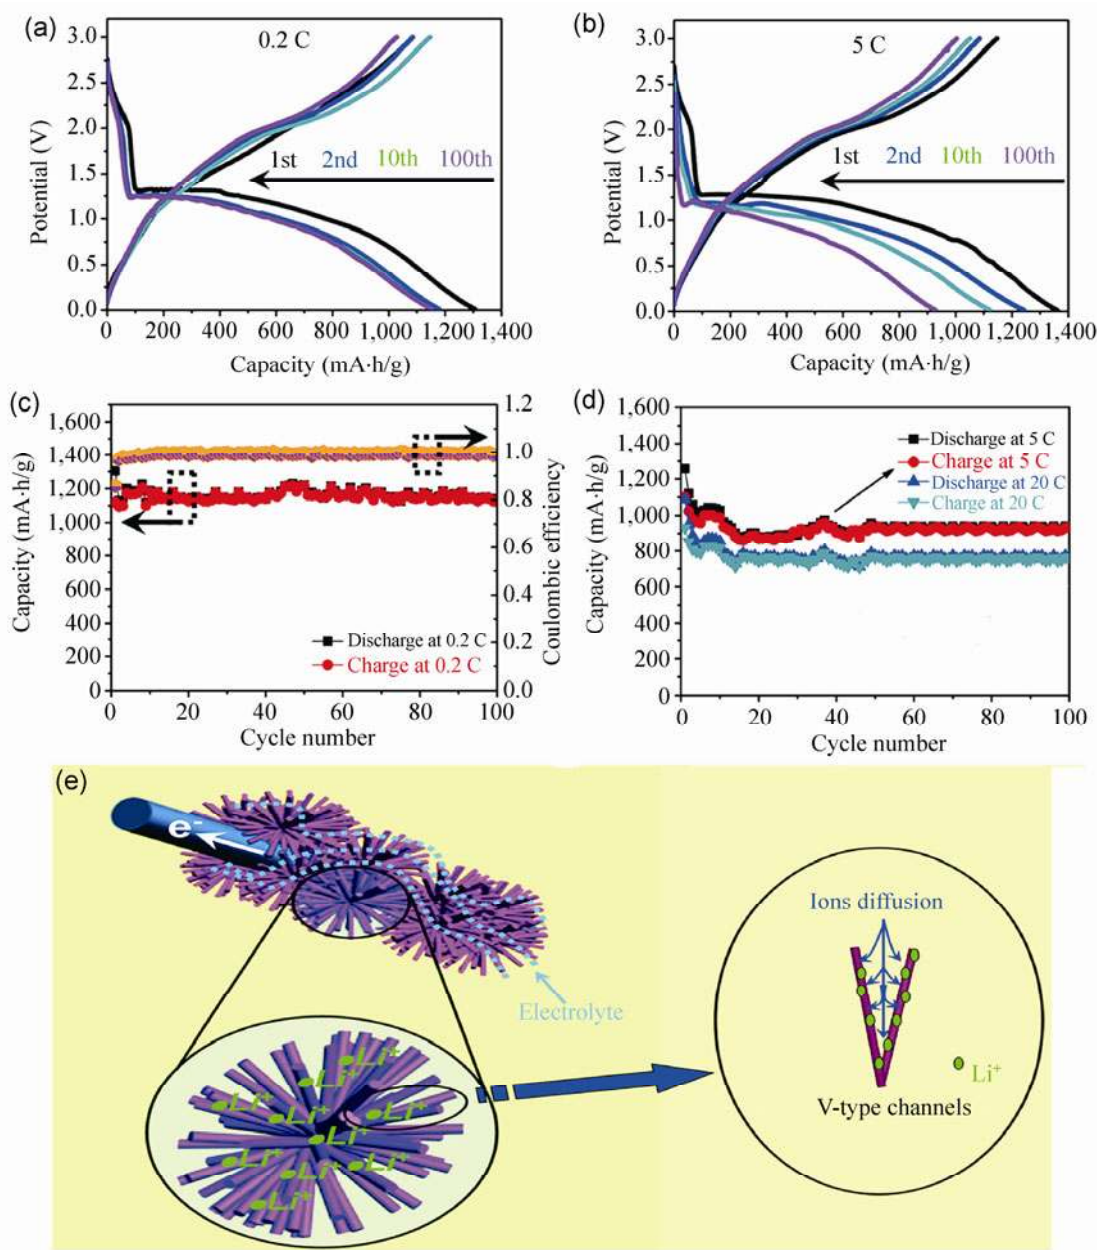 (a)
0.2 C
3.0
2.5
2.0
1.5
1.0
0.5
0.0
Potential (V)
1st 2nd 10th 100th
0 200 400 600 800 1,000 1,200 1,400
Capacity (mA·h/g)
(b)
5 C
3.0
2.5
2.0
1.5
1.0
0.5
0.0
Potential (V)
1st 2nd 10th 100th
0 200 400 600 800 1,000 1,200 1,400
Capacity (mA·h/g)
(c)
1,600
1,400
1,200
1,000
800
600
400
200
0
Capacity (mA·h/g)
1.2
1.0
0.8
0.6
0.4
0.2
0.0
Coulombic efficiency
Discharge at 0.2 C
Charge at 0.2 C
0 20 40 60 80 100
Cycle number
(d)
1,600
1,400
1,200
1,000
800
600
400
200
0
Capacity (mA·h/g)
Discharge at 5 C
Charge at 5 C
Discharge at 20 C
Charge at 20 C
0 20 40 60 80 100
Cycle number
(e)
e-
Electrolyte
Li+
Li+
Li+
Li+
Li+
Li+
Li+
Li+
Li+
Li+
Ions diffusion
Li+
V-type channels